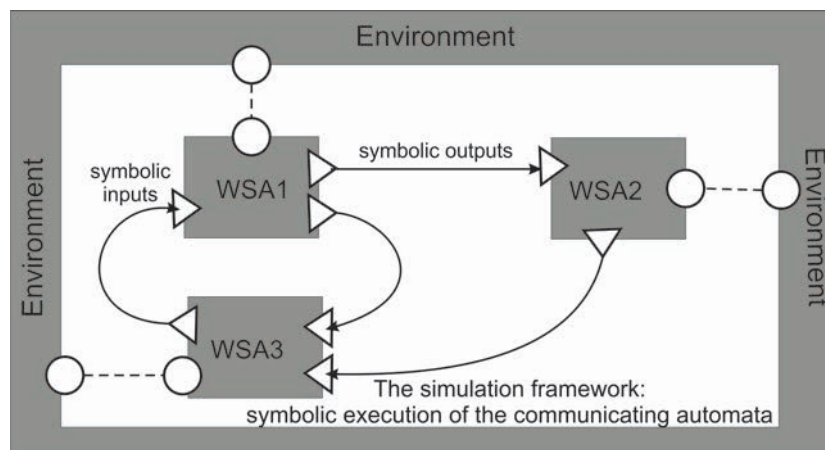 Environment
symbolic outputs
symbolic
inputs
WSA1
WSA2
Environment
Environment
WSA3
The simulation framework:
symbolic execution of the communicating automata